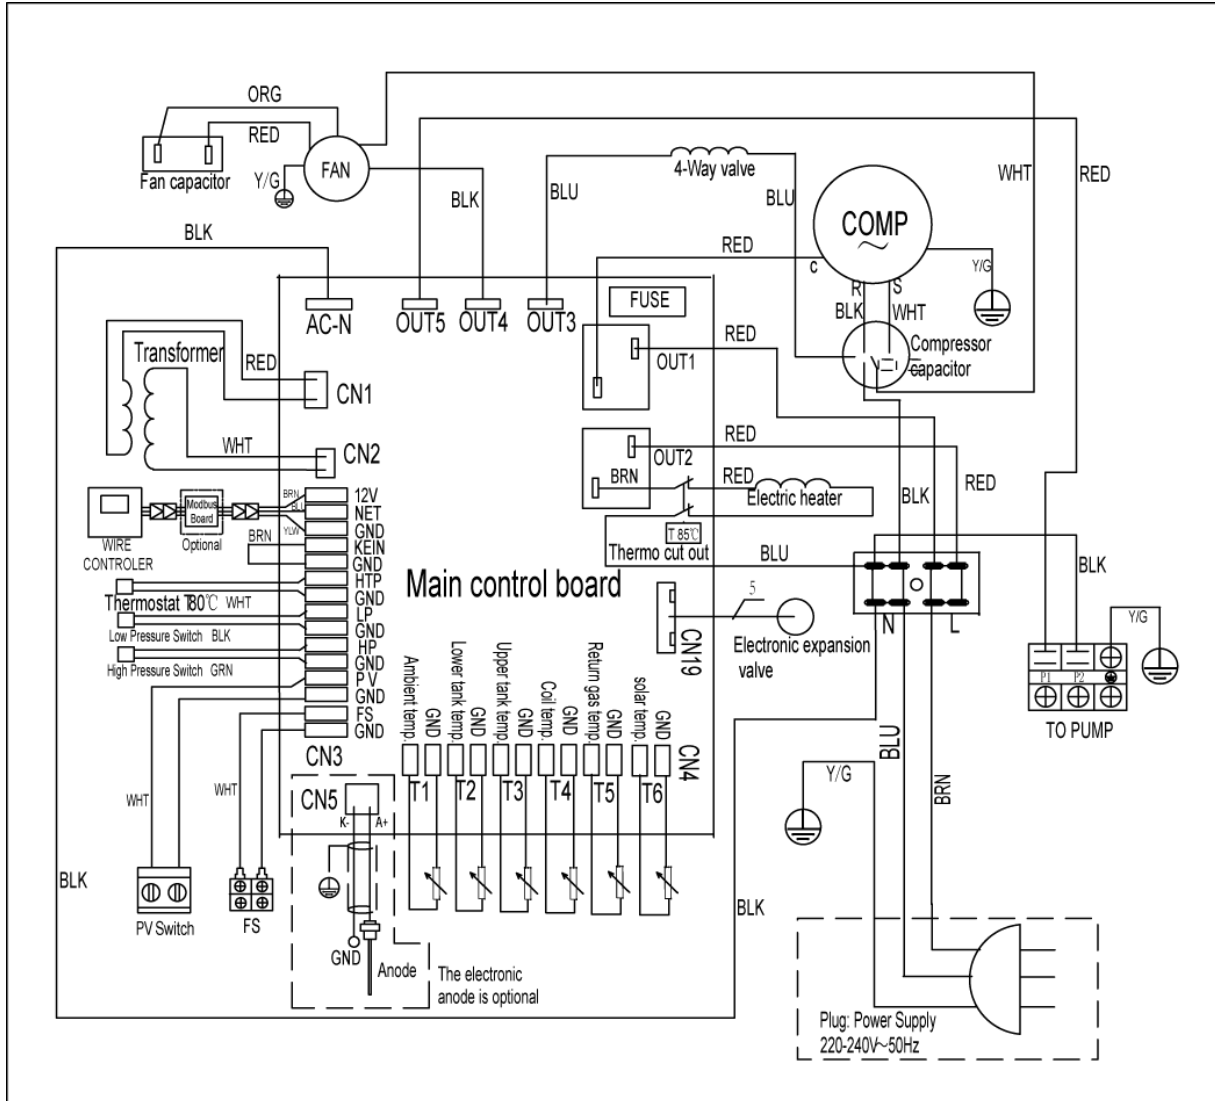 ORG
RED
Fan capacitor
Y/G
FAN
BLK
BLU
4-Way valve
BLU
WHT
RED
COMP
~
C
R
S
Y/G
BLK
RED
BLK
WHT
Compressor
capacitor
C
AC-N
OUT5
OUT4
OUT3
FUSE
OUT1
RED
Transformer
RED
CN1
WHT
CN2
OUT2
RED
BRN
RED
Electric heater
T 85℃
Thermo cut out
BLU
BLK
RED
WIRE
CONTROLER
Modbus
Board
Optional
BRN
BLU
YLW
BRN
12V
NET
GND
KEIN
GND
HTP
GND
LP
GND
HP
GND
PV
GND
FS
GND
CN3
Thermostat T80℃ WHT
Low Pressure Switch BLK
High Pressure Switch GRN
Main control board
5
CN19
Electronic expansion
valve
N
L
BLK
Y/G
P1
P2
TO PUMP
Ambient temp.
GND
Lower tank temp.
GND
Upper tank temp.
GND
Coil temp.
GND
Return gas temp.
GND
solar temp.
GND
CN4
T1
T2
T3
T4
T5
T6
CN5
K-
A+
GND
Anode
The electronic
anode is optional
WHT
WHT
PV Switch
FS
BLK
BLK
Y/G
BLU
BRN
Plug: Power Supply
220-240V~50Hz